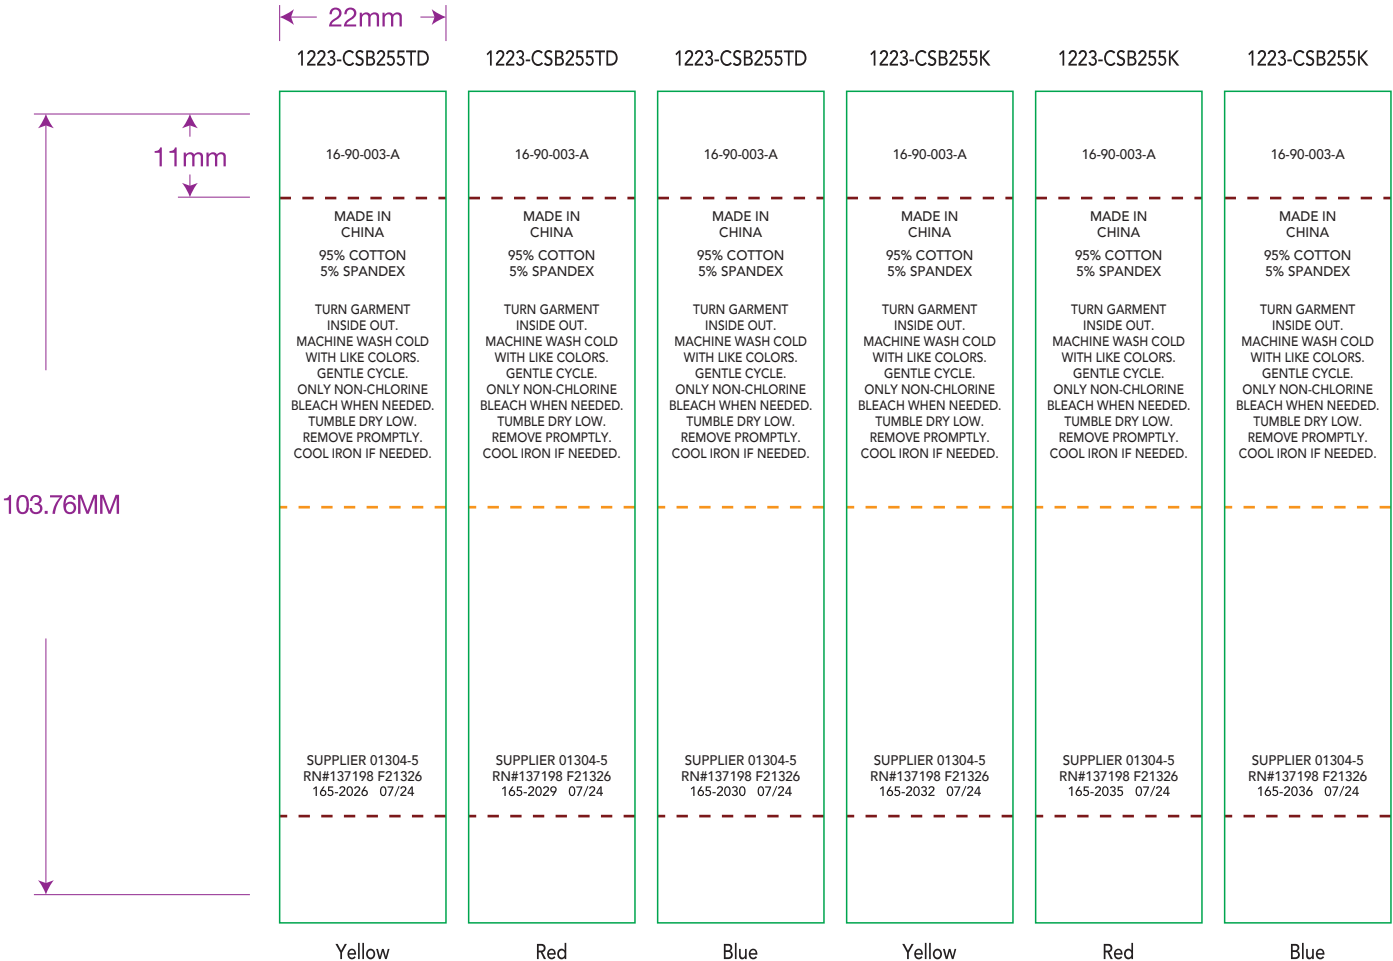 22mm
1223-CSB255TD
1223-CSB255TD
1223-CSB255TD
1223-CSB255K
1223-CSB255K
1223-CSB255K
11mm
103.76MM
16-90-003-A
MADE IN
CHINA
95% COTTON
5% SPANDEX
TURN GARMENT
INSIDE OUT.
MACHINE WASH COLD
WITH LIKE COLORS.
GENTLE CYCLE.
ONLY NON-CHLORINE
BLEACH WHEN NEEDED.
TUMBLE DRY LOW.
REMOVE PROMPTLY.
COOL IRON IF NEEDED.
SUPPLIER 01304-5
RN#137198 F21326
165-2026 07/24
Yellow
16-90-003-A
MADE IN
CHINA
95% COTTON
5% SPANDEX
TURN GARMENT
INSIDE OUT.
MACHINE WASH COLD
WITH LIKE COLORS.
GENTLE CYCLE.
ONLY NON-CHLORINE
BLEACH WHEN NEEDED.
TUMBLE DRY LOW.
REMOVE PROMPTLY.
COOL IRON IF NEEDED.
SUPPLIER 01304-5
RN#137198 F21326
165-2029 07/24
Red
16-90-003-A
MADE IN
CHINA
95% COTTON
5% SPANDEX
TURN GARMENT
INSIDE OUT.
MACHINE WASH COLD
WITH LIKE COLORS.
GENTLE CYCLE.
ONLY NON-CHLORINE
BLEACH WHEN NEEDED.
TUMBLE DRY LOW.
REMOVE PROMPTLY.
COOL IRON IF NEEDED.
SUPPLIER 01304-5
RN#137198 F21326
165-2030 07/24
Blue
16-90-003-A
MADE IN
CHINA
95% COTTON
5% SPANDEX
TURN GARMENT
INSIDE OUT.
MACHINE WASH COLD
WITH LIKE COLORS.
GENTLE CYCLE.
ONLY NON-CHLORINE
BLEACH WHEN NEEDED.
TUMBLE DRY LOW.
REMOVE PROMPTLY.
COOL IRON IF NEEDED.
SUPPLIER 01304-5
RN#137198 F21326
165-2032 07/24
Yellow
16-90-003-A
MADE IN
CHINA
95% COTTON
5% SPANDEX
TURN GARMENT
INSIDE OUT.
MACHINE WASH COLD
WITH LIKE COLORS.
GENTLE CYCLE.
ONLY NON-CHLORINE
BLEACH WHEN NEEDED.
TUMBLE DRY LOW.
REMOVE PROMPTLY.
COOL IRON IF NEEDED.
SUPPLIER 01304-5
RN#137198 F21326
165-2035 07/24
Red
16-90-003-A
MADE IN
CHINA
95% COTTON
5% SPANDEX
TURN GARMENT
INSIDE OUT.
MACHINE WASH COLD
WITH LIKE COLORS.
GENTLE CYCLE.
ONLY NON-CHLORINE
BLEACH WHEN NEEDED.
TUMBLE DRY LOW.
REMOVE PROMPTLY.
COOL IRON IF NEEDED.
SUPPLIER 01304-5
RN#137198 F21326
165-2036 07/24
Blue